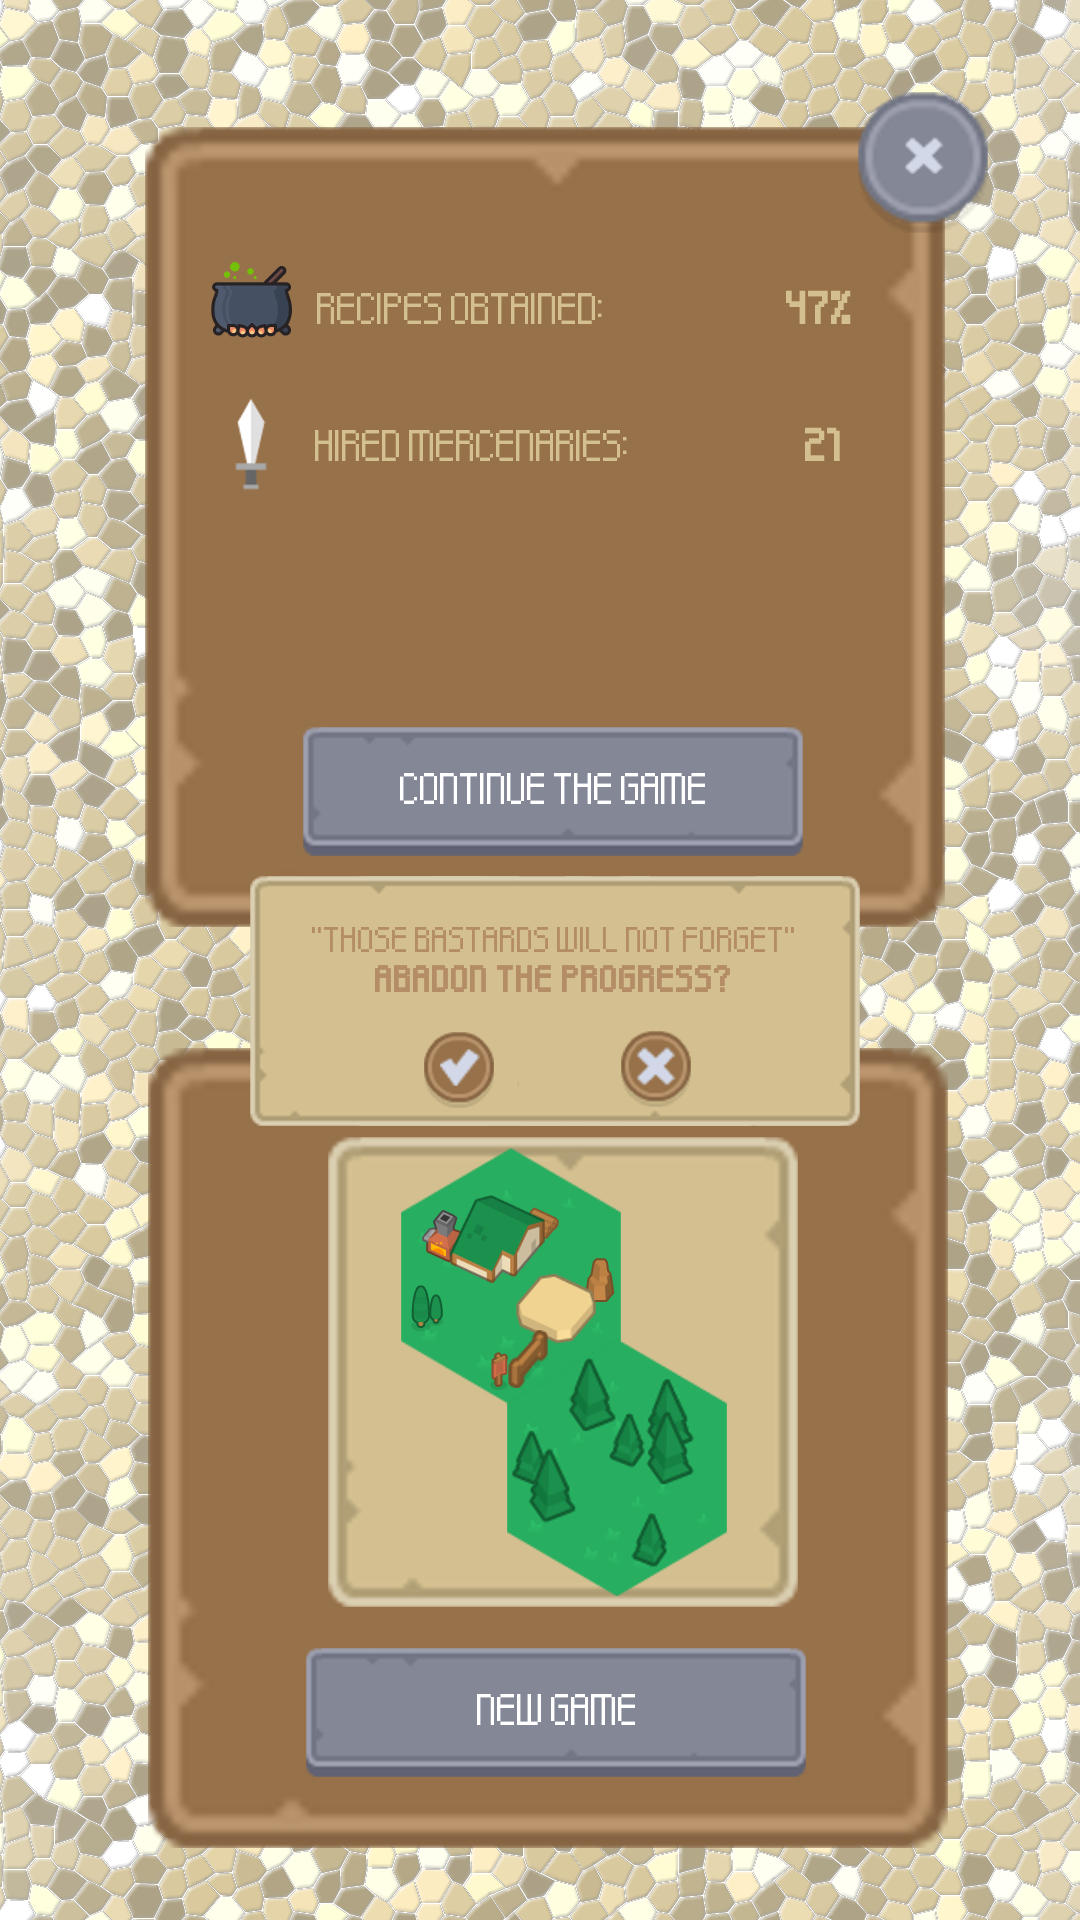 RECIPES OBTAINED: 47%
HIRED MERCENARIES: 21
CONTINUE THE GAME
"THOSE BASTARDS WILL NOT FORGET"
ABADON THE PROGRESS?
NEW GAME